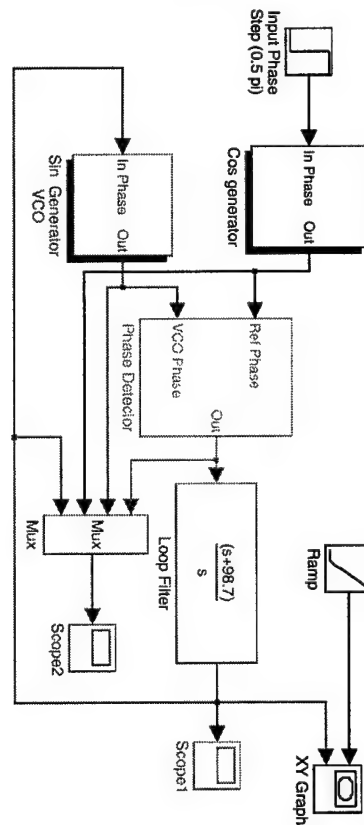 Input Phase
Step (0.5 pi)
In Phase Out
Cos generator
In Phase Out
Sin Generator
VCO
Ref Phase
VCO Phase
Out
Phase Detector
(s+98.7)
s
Loop Filter
Mux
Mux
Scope2
Scope1
Ramp
XY Graph